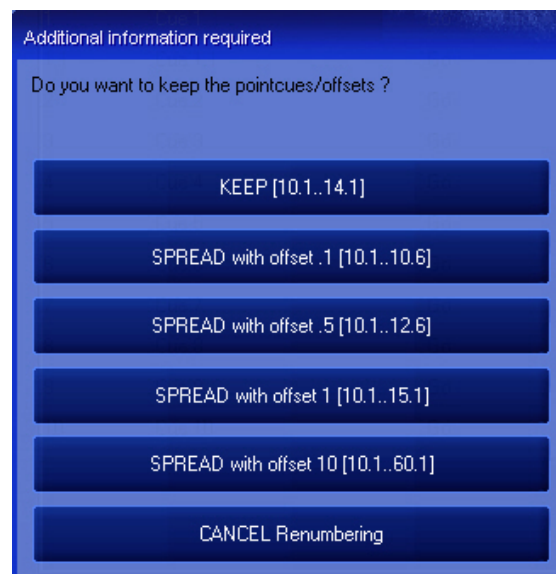 Additional information required
Do you want to keep the pointcues/offsets ?
KEEP [10.1..14.1]
SPREAD with offset .1 [10.1..10.6]
SPREAD with offset .5 [10.1..12.6]
SPREAD with offset 1 [10.1..15.1]
SPREAD with offset 10 [10.1..60.1]
CANCEL Renumbering